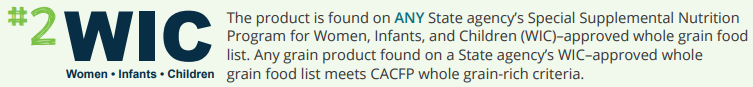 #2 WIC
Women • Infants • Children
The product is found on ANY State agency's Special Supplemental Nutrition
Program for Women, Infants, and Children (WIC)–approved whole grain food
list. Any grain product found on a State agency's WIC–approved whole
grain food list meets CACFP whole grain-rich criteria.